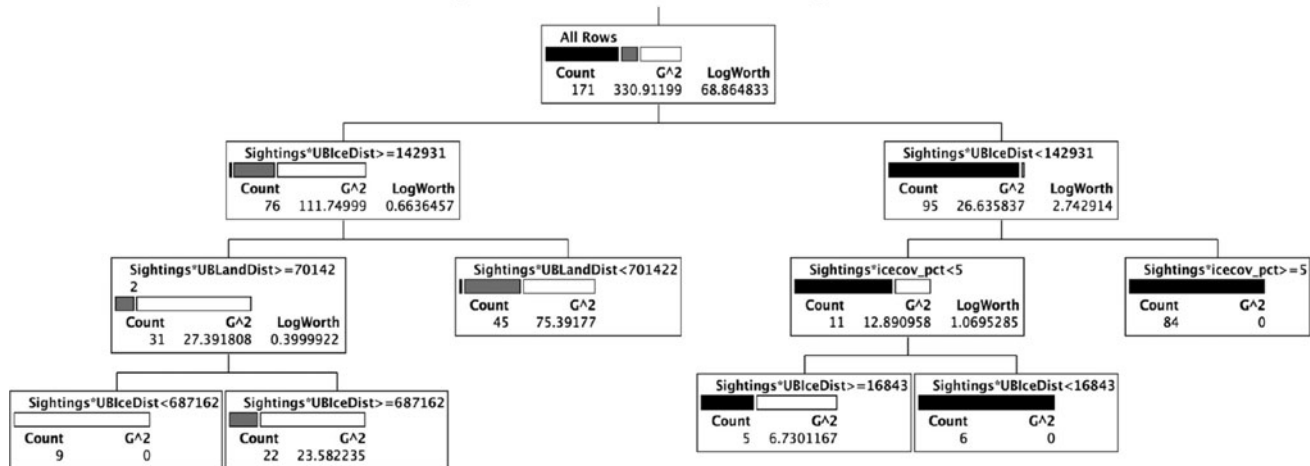 All Rows
Count G^2 LogWorth
171 330.91199 68.864833
Sightings*UBIceDist>=142931
Count G^2 LogWorth
76 111.74999 0.6636457
Sightings*UBIceDist<142931
Count G^2 LogWorth
95 26.635837 2.742914
Sightings*UBLandDist>=70142
2
Count G^2 LogWorth
31 27.391808 0.3999922
Sightings*UBLandDist<701422
Count G^2
45 75.39177
Sightings*icecov_pct<5
Count G^2 LogWorth
11 12.890958 1.0695285
Sightings*icecov_pct>=5
Count G^2
84 0
Sightings*UBIceDist<687162
Count G^2
9 0
Sightings*UBIceDist>=687162
Count G^2
22 23.582235
Sightings*UBIceDist>=16843
Count G^2
5 6.7301167
Sightings*UBIceDist<16843
Count G^2
6 0